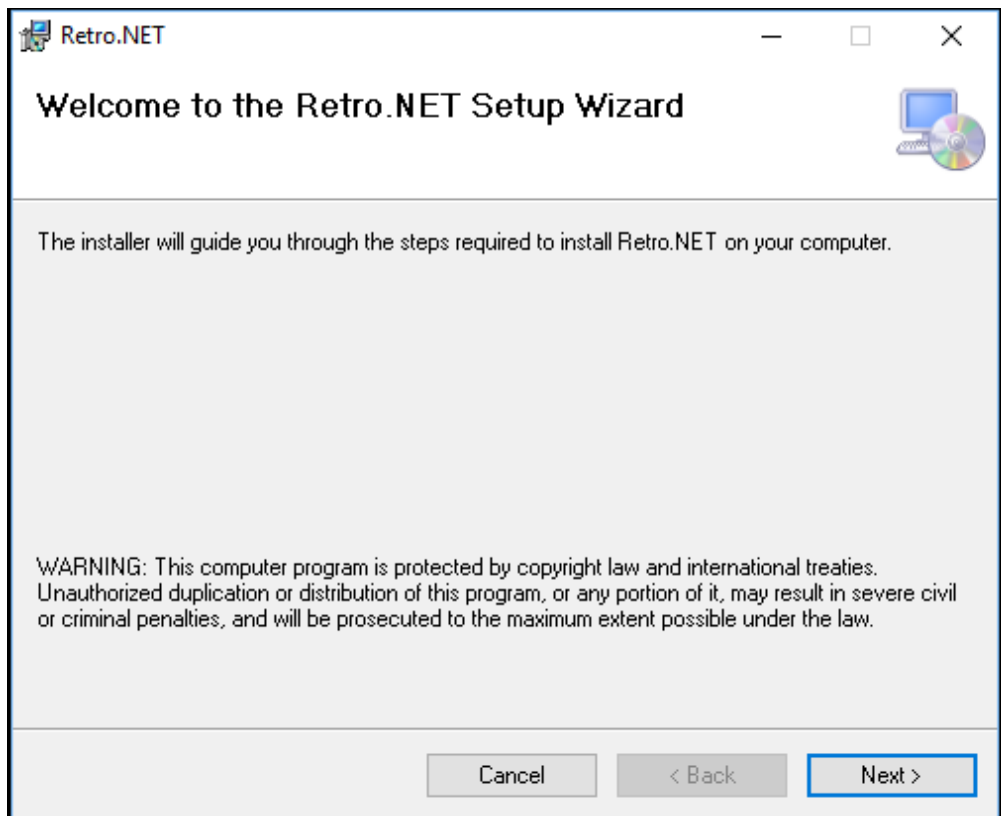 Retro.NET
Welcome to the Retro.NET Setup Wizard
The installer will guide you through the steps required to install Retro.NET on your computer.
WARNING: This computer program is protected by copyright law and international treaties.
Unauthorized duplication or distribution of this program, or any portion of it, may result in severe civil
or criminal penalties, and will be prosecuted to the maximum extent possible under the law.
Cancel < Back Next >